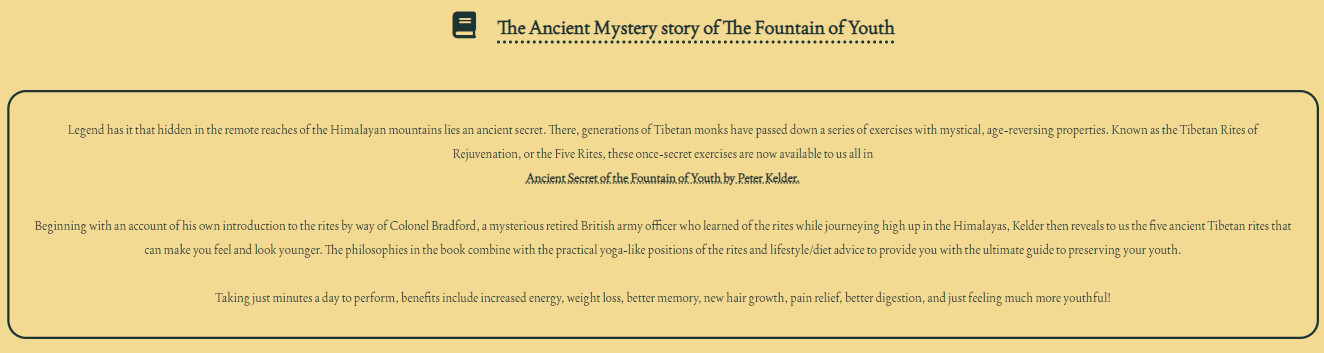 The Ancient Mystery story of The Fountain of Youth
Legend has it that hidden in the remote reaches of the Himalayan mountains lies an ancient secret. There, generations of Tibetan monks have passed down a series of exercises with mystical, age-reversing properties. Known as the Tibetan Rites of
Rejuvenation, or the Five Rites, these once-secret exercises are now available to us all in
Ancient Secret of the Fountain of Youth by Peter Kelder.
Beginning with an account of his own introduction to the rites by way of Colonel Bradford, a mysterious retired British army officer who learned of the rites while journeying high up in the Himalayas, Kelder then reveals to us the five ancient Tibetan rites that
can make you feel and look younger. The philosophies in the book combine with the practical yoga-like positions of the rites and lifestyle/diet advice to provide you with the ultimate guide to preserving your youth.
Taking just minutes a day to perform, benefits include increased energy, weight loss, better memory, new hair growth, pain relief, better digestion, and just feeling much more youthful!